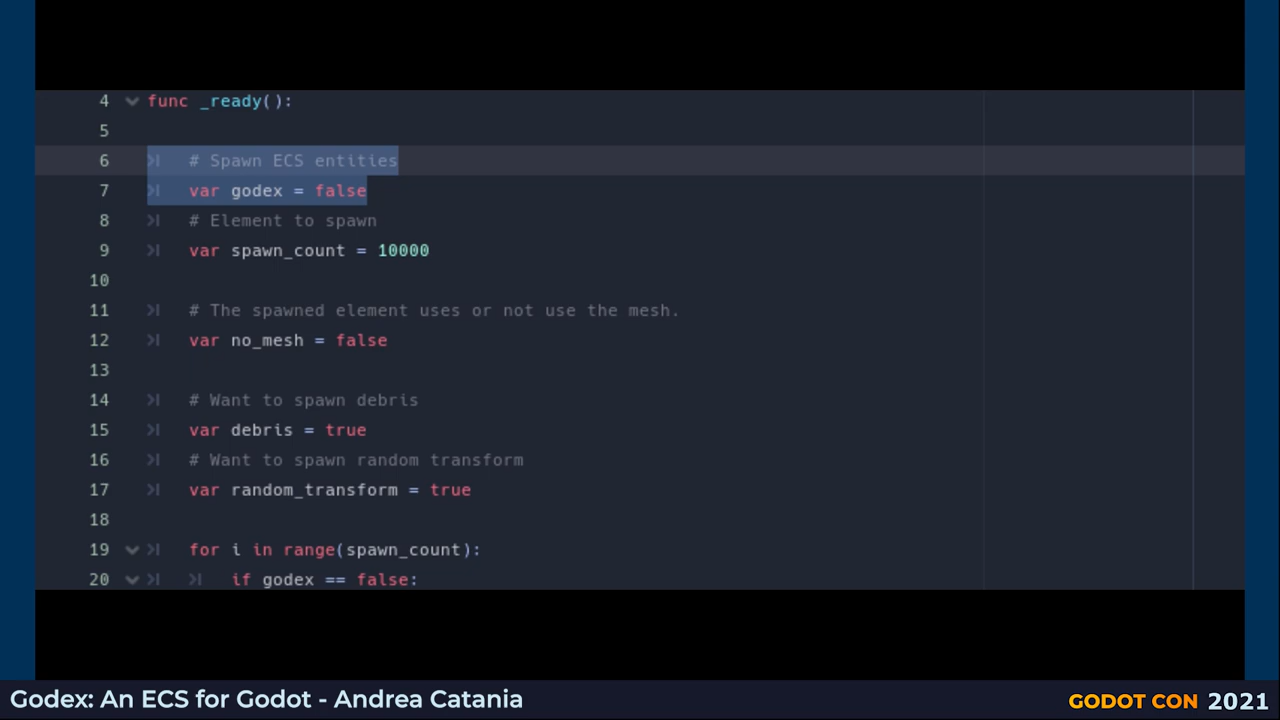 4 func _ready():
5
6 # Spawn ECS entities
7 var godex = false
8 # Element to spawn
9 var spawn_count = 10000
10
11 # The spawned element uses or not use the mesh.
12 var no_mesh = false
13
14 # Want to spawn debris
15 var debris = true
16 # Want to spawn random transform
17 var random_transform = true
18
19 for i in range(spawn_count):
20 if godex == false:
Godex: An ECS for Godot - Andrea Catania
GODOT CON 2021